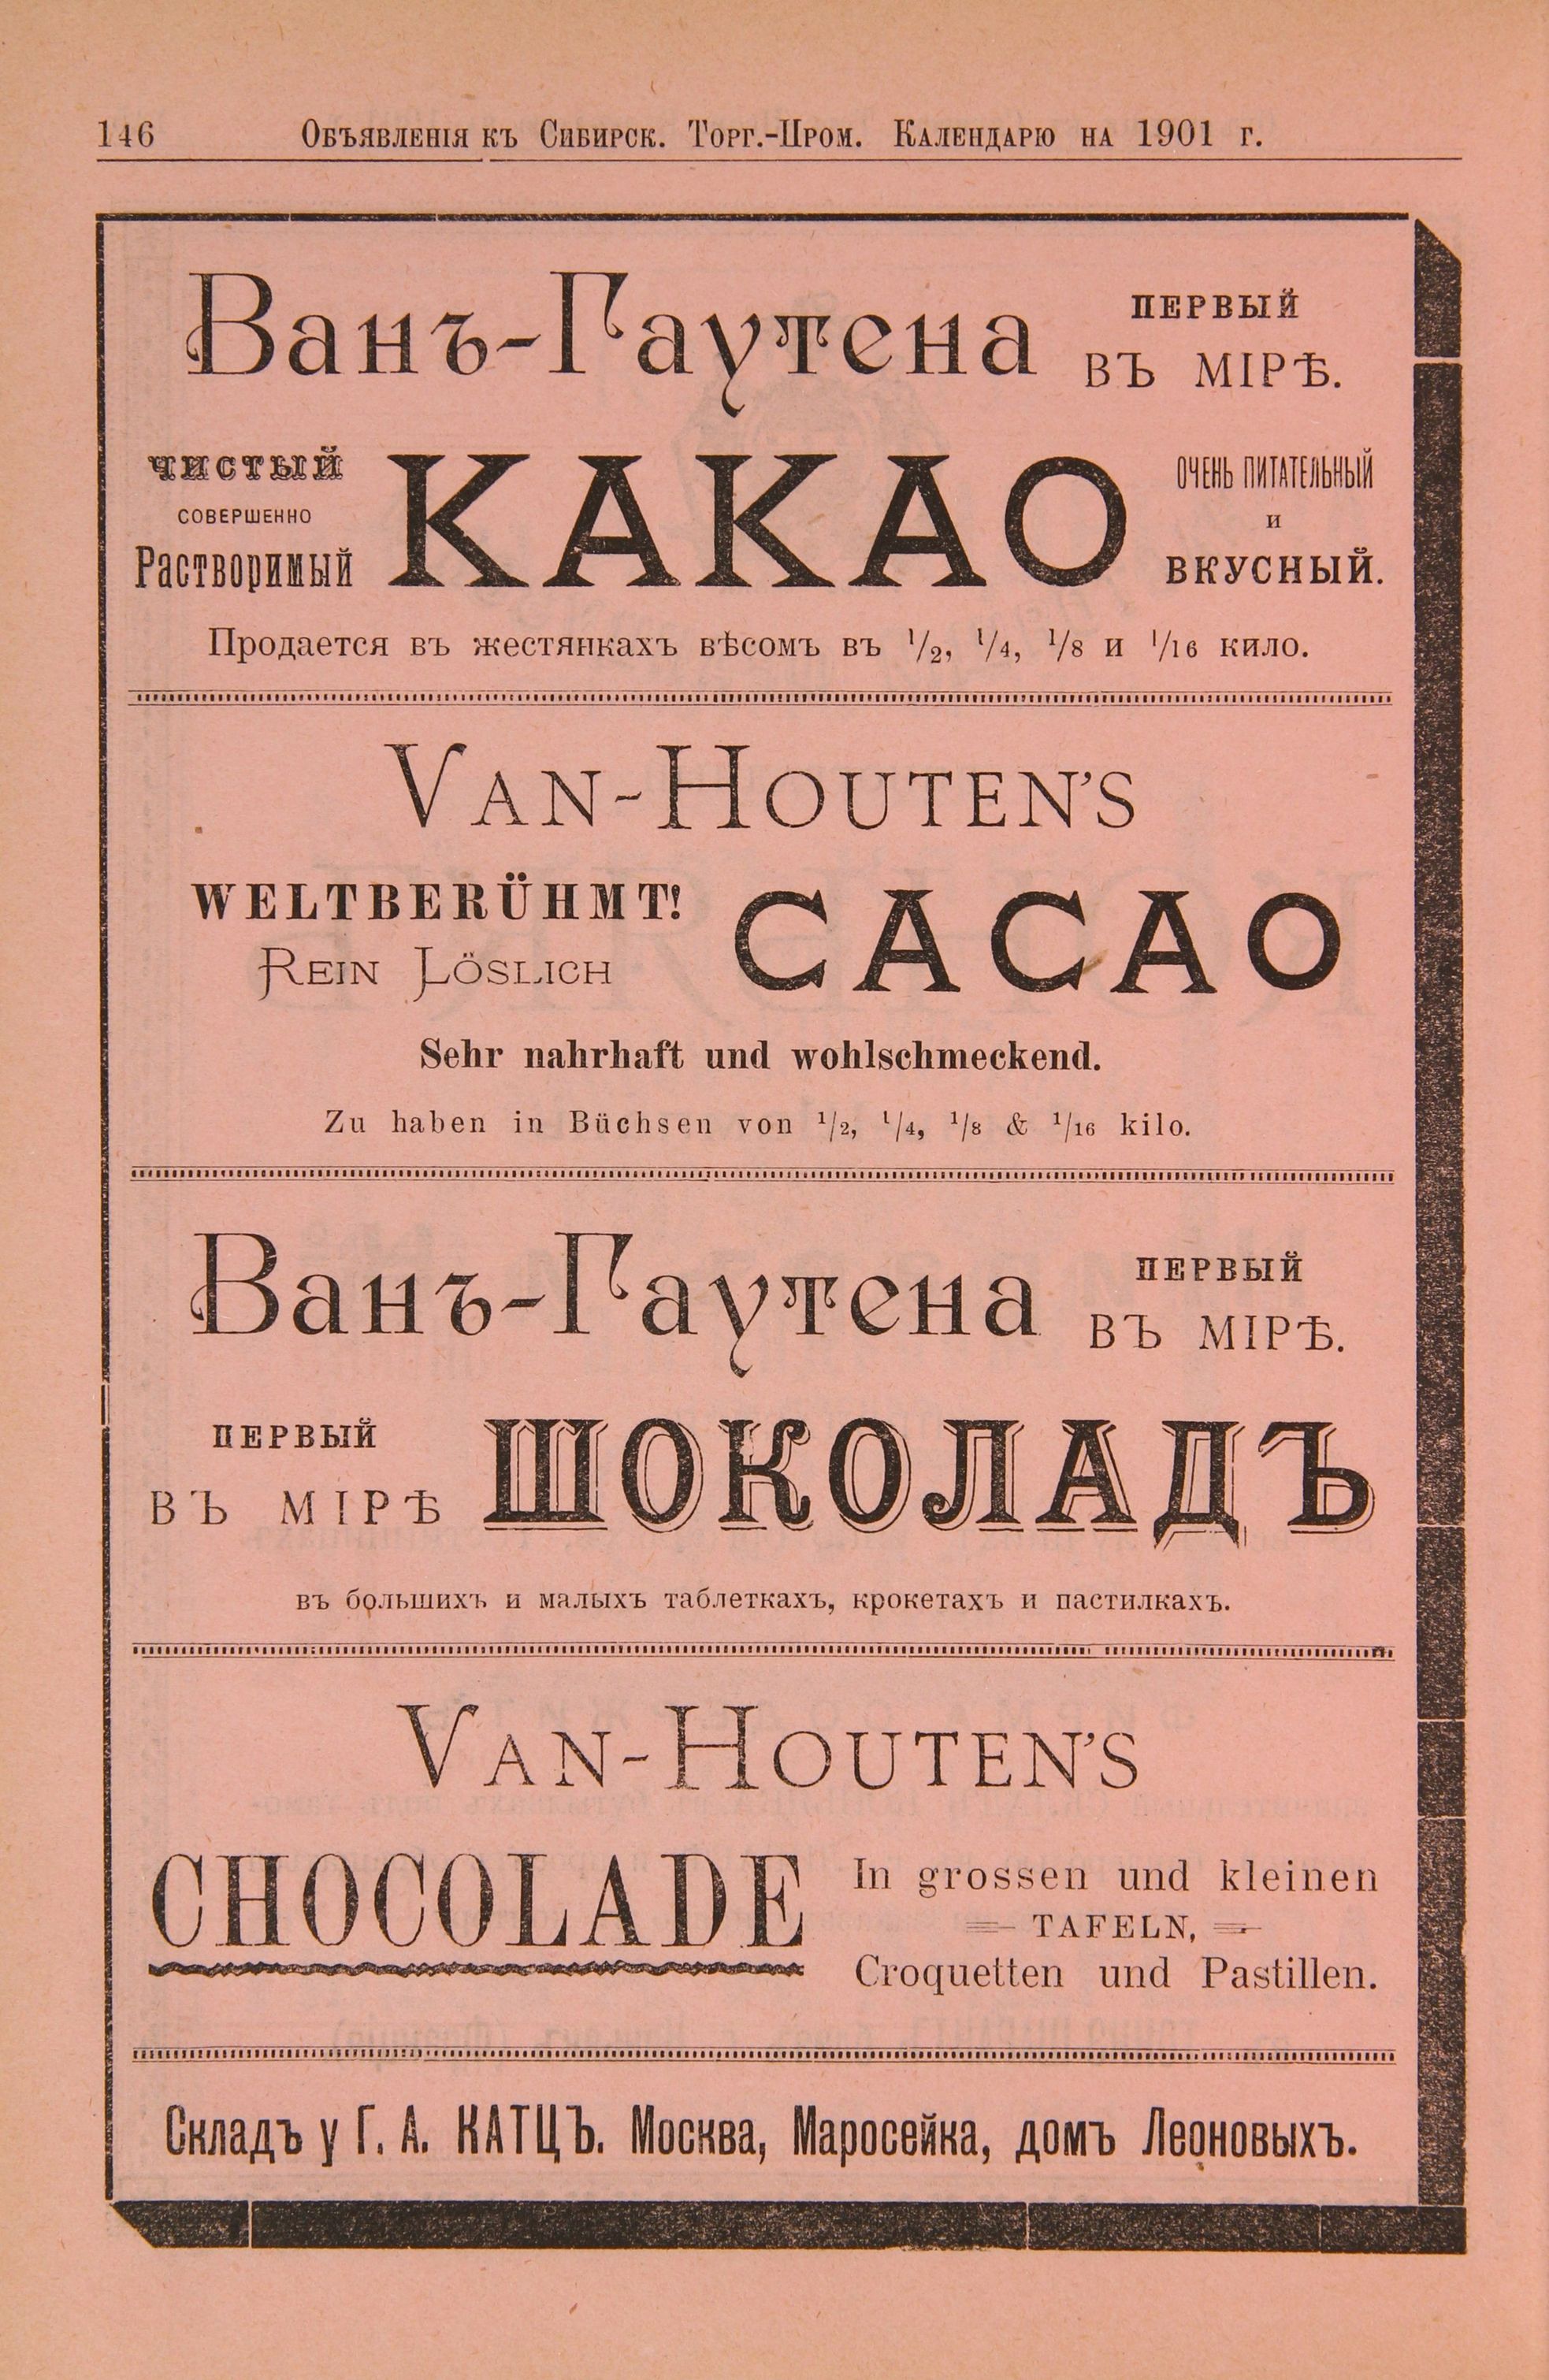 146 Объявленія къ Сибирск. Торг.-Пром. Календарю на 1901 г.
Ванъ-Гаутена
ПЕРВЫЙ
ВЪ МІРѢ.
ЧИСТЫЙ
СОВЕРШЕННО
Растворимый
КАКАО
ОЧЕНЬ ПИТАТЕЛЬНЫЙ
и
ВКУСНЫЙ.
Продается въ жестянкахъ вѣсомъ въ 1/2, 1/4, 1/8 и 1/16 кило.
VAN-HOUTEN'S
WELTBERÜHMT!
REIN LÖSLICH
CACAO
Sehr nahrhaft und wohlschmeckend.
Zu haben in Büchsen von 1/2, 1/4, 1/8 & 1/16 kilo.
Ванъ-Гаутена
ПЕРВЫЙ
ВЪ МІРѢ.
ПЕРВЫЙ
ВЪ МІРѢ
ШОКОЛАДЪ
въ большихъ и малыхъ таблеткахъ, крокетахъ и пастилкахъ.
VAN-HOUTEN'S
CHOCOLADE
In grossen und kleinen
TAFELN,
Croquetten und Pastillen.
Складъ у Г. А. КАТЦЪ. Москва, Маросейка, домъ Леоновыхъ.